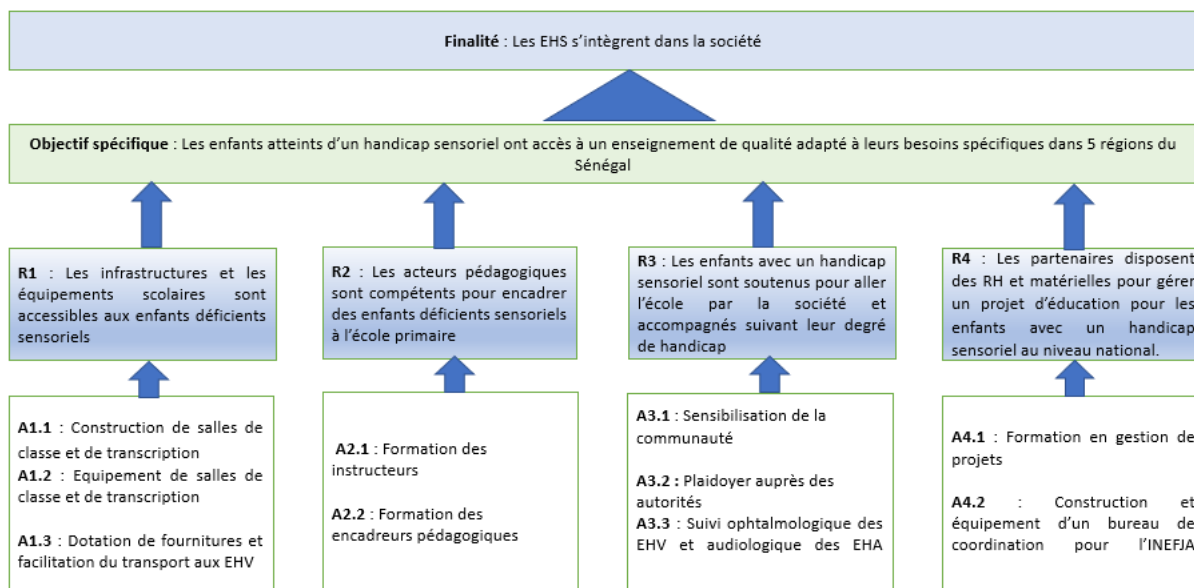 Finalité : Les EHS s'intègrent dans la société
Objectif spécifique : Les enfants atteints d'un handicap sensoriel ont accès à un enseignement de qualité adapté à leurs besoins spécifiques dans 5 régions du
Sénégal
R1 : Les infrastructures et les
équipements scolaires sont
accessibles aux enfants déficients
sensoriels
R2 : Les acteurs pédagogiques
sont compétents pour encadrer
des enfants déficients sensoriels
à l'école primaire
R3 : Les enfants avec un handicap
sensoriel sont soutenus pour aller
l'école par la société et
accompagnés suivant leur degré
de handicap
R4 : Les partenaires disposent
des RH et matérielles pour gérer
un projet d'éducation pour les
enfants avec un handicap
sensoriel au niveau national.
A1.1 : Construction de salles de
classe et de transcription
A1.2 : Equipement de salles de
classe et de transcription
A1.3 : Dotation de fournitures et
facilitation du transport aux EHV
A2.1 : Formation des
instructeurs
A2.2 : Formation des
encadreurs pédagogiques
A3.1 : Sensibilisation de la
communauté
A3.2 : Plaidoyer auprès des
autorités
A3.3 : Suivi ophtalmologique des
EHV et audiologique des EHA
A4.1 : Formation en gestion de
projets
A4.2 : Construction et
équipement d'un bureau de
coordination pour l'INEFJA